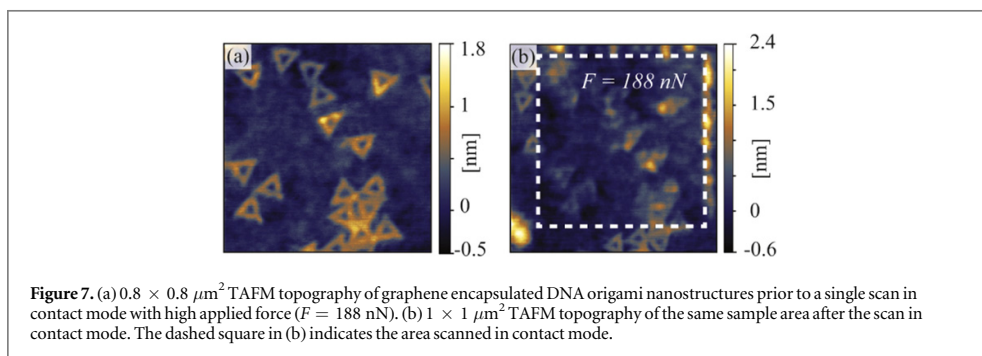 (a)
1.8
1
0
-0.5
[nm]
(b)
F = 188 nN
2.4
1.5
0
-0.6
[nm]
Figure 7. (a) 0.8 × 0.8 μm² TAFM topography of graphene encapsulated DNA origami nanostructures prior to a single scan in
contact mode with high applied force (F = 188 nN). (b) 1 × 1 μm² TAFM topography of the same sample area after the scan in
contact mode. The dashed square in (b) indicates the area scanned in contact mode.